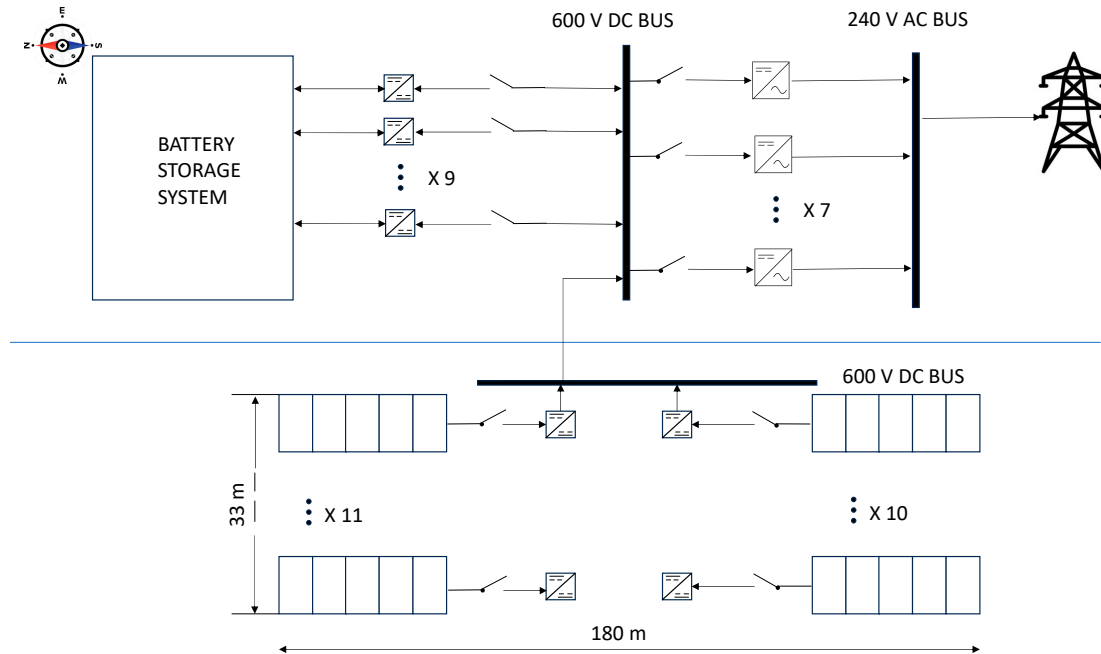 600 V DC BUS
240 V AC BUS
E
N
S
W
BATTERY
STORAGE
SYSTEM
X 9
X 7
600 V DC BUS
33 m
X 11
X 10
180 m